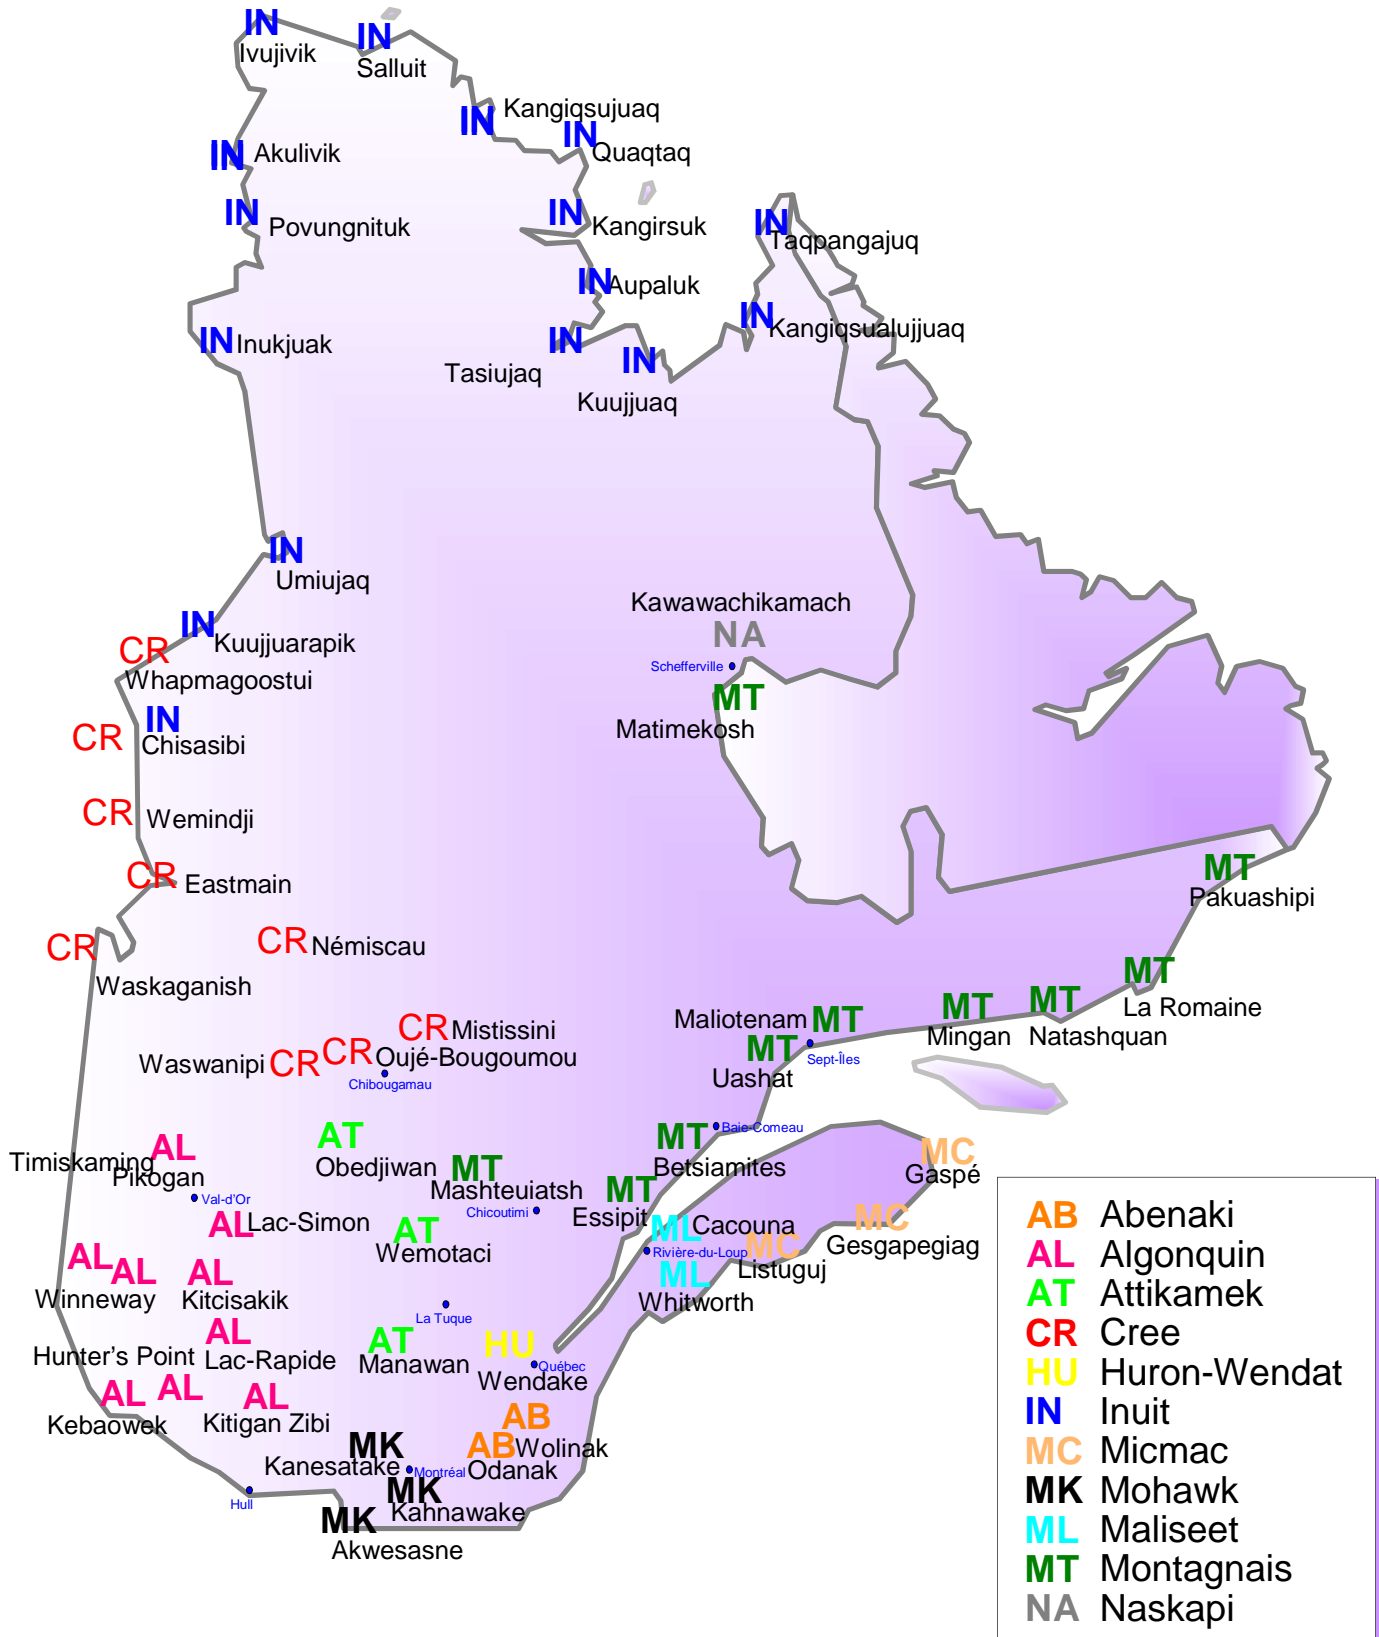 IN
Ivujivik
IN
Salluit
IN
Kangiqsujuaq
IN
Quaqtaq
IN
Akulivik
IN
Povungnituk
IN
Kangirsuk
IN
Taqpangajuq
IN
Aupaluk
IN
Kangiqsualujjuaq
IN
Inukjuak
IN
Tasiujaq
IN
Kuujjuaq
IN
Umiujaq
IN
Kuujjuarapik
CR
Whapmagoostui
Kawawachikamach
NA
Schefferville
MT
Matimekosh
IN
CR
Chisasibi
CR
Wemindji
CR
Eastmain
MT
Pakuashipi
CR
Waskaganish
CR
Némiscau
MT
La Romaine
MT
Natashquan
MT
Mingan
Maliotenam
MT
Sept-Îles
MT
Uashat
CR
Mistissini
CR
Oujé-Bougoumou
Waswanipi
CR
Chibougamau
Baie-Comeau
MT
Betsiamites
AT
Obedjiwan
AL
Timiskaming
Pikogan
Val-d'Or
MT
Mashteuiatsh
Chicoutimi
MT
Essipit
MC
Gaspé
MC
Gesgapegiag
ML
Cacouna
Rivière-du-Loup
MC
Listuguj
ML
Whitworth
AL
Lac-Simon
AT
Wemotaci
AL
AL
Winneway
AL
Kitcisakik
La Tuque
AL
Hunter's Point
Lac-Rapide
AT
Manawan
HU
Québec
Wendake
AL
AL
Kebaowek
AL
Kitigan Zibi
AB
Wolinak
AB
Odanak
MK
Kanesatake
Montréal
MK
Kahnawake
Hull
MK
Akwesasne
AB Abenaki
AL Algonquin
AT Attikamek
CR Cree
HU Huron-Wendat
IN Inuit
MC Micmac
MK Mohawk
ML Maliseet
MT Montagnais
NA Naskapi